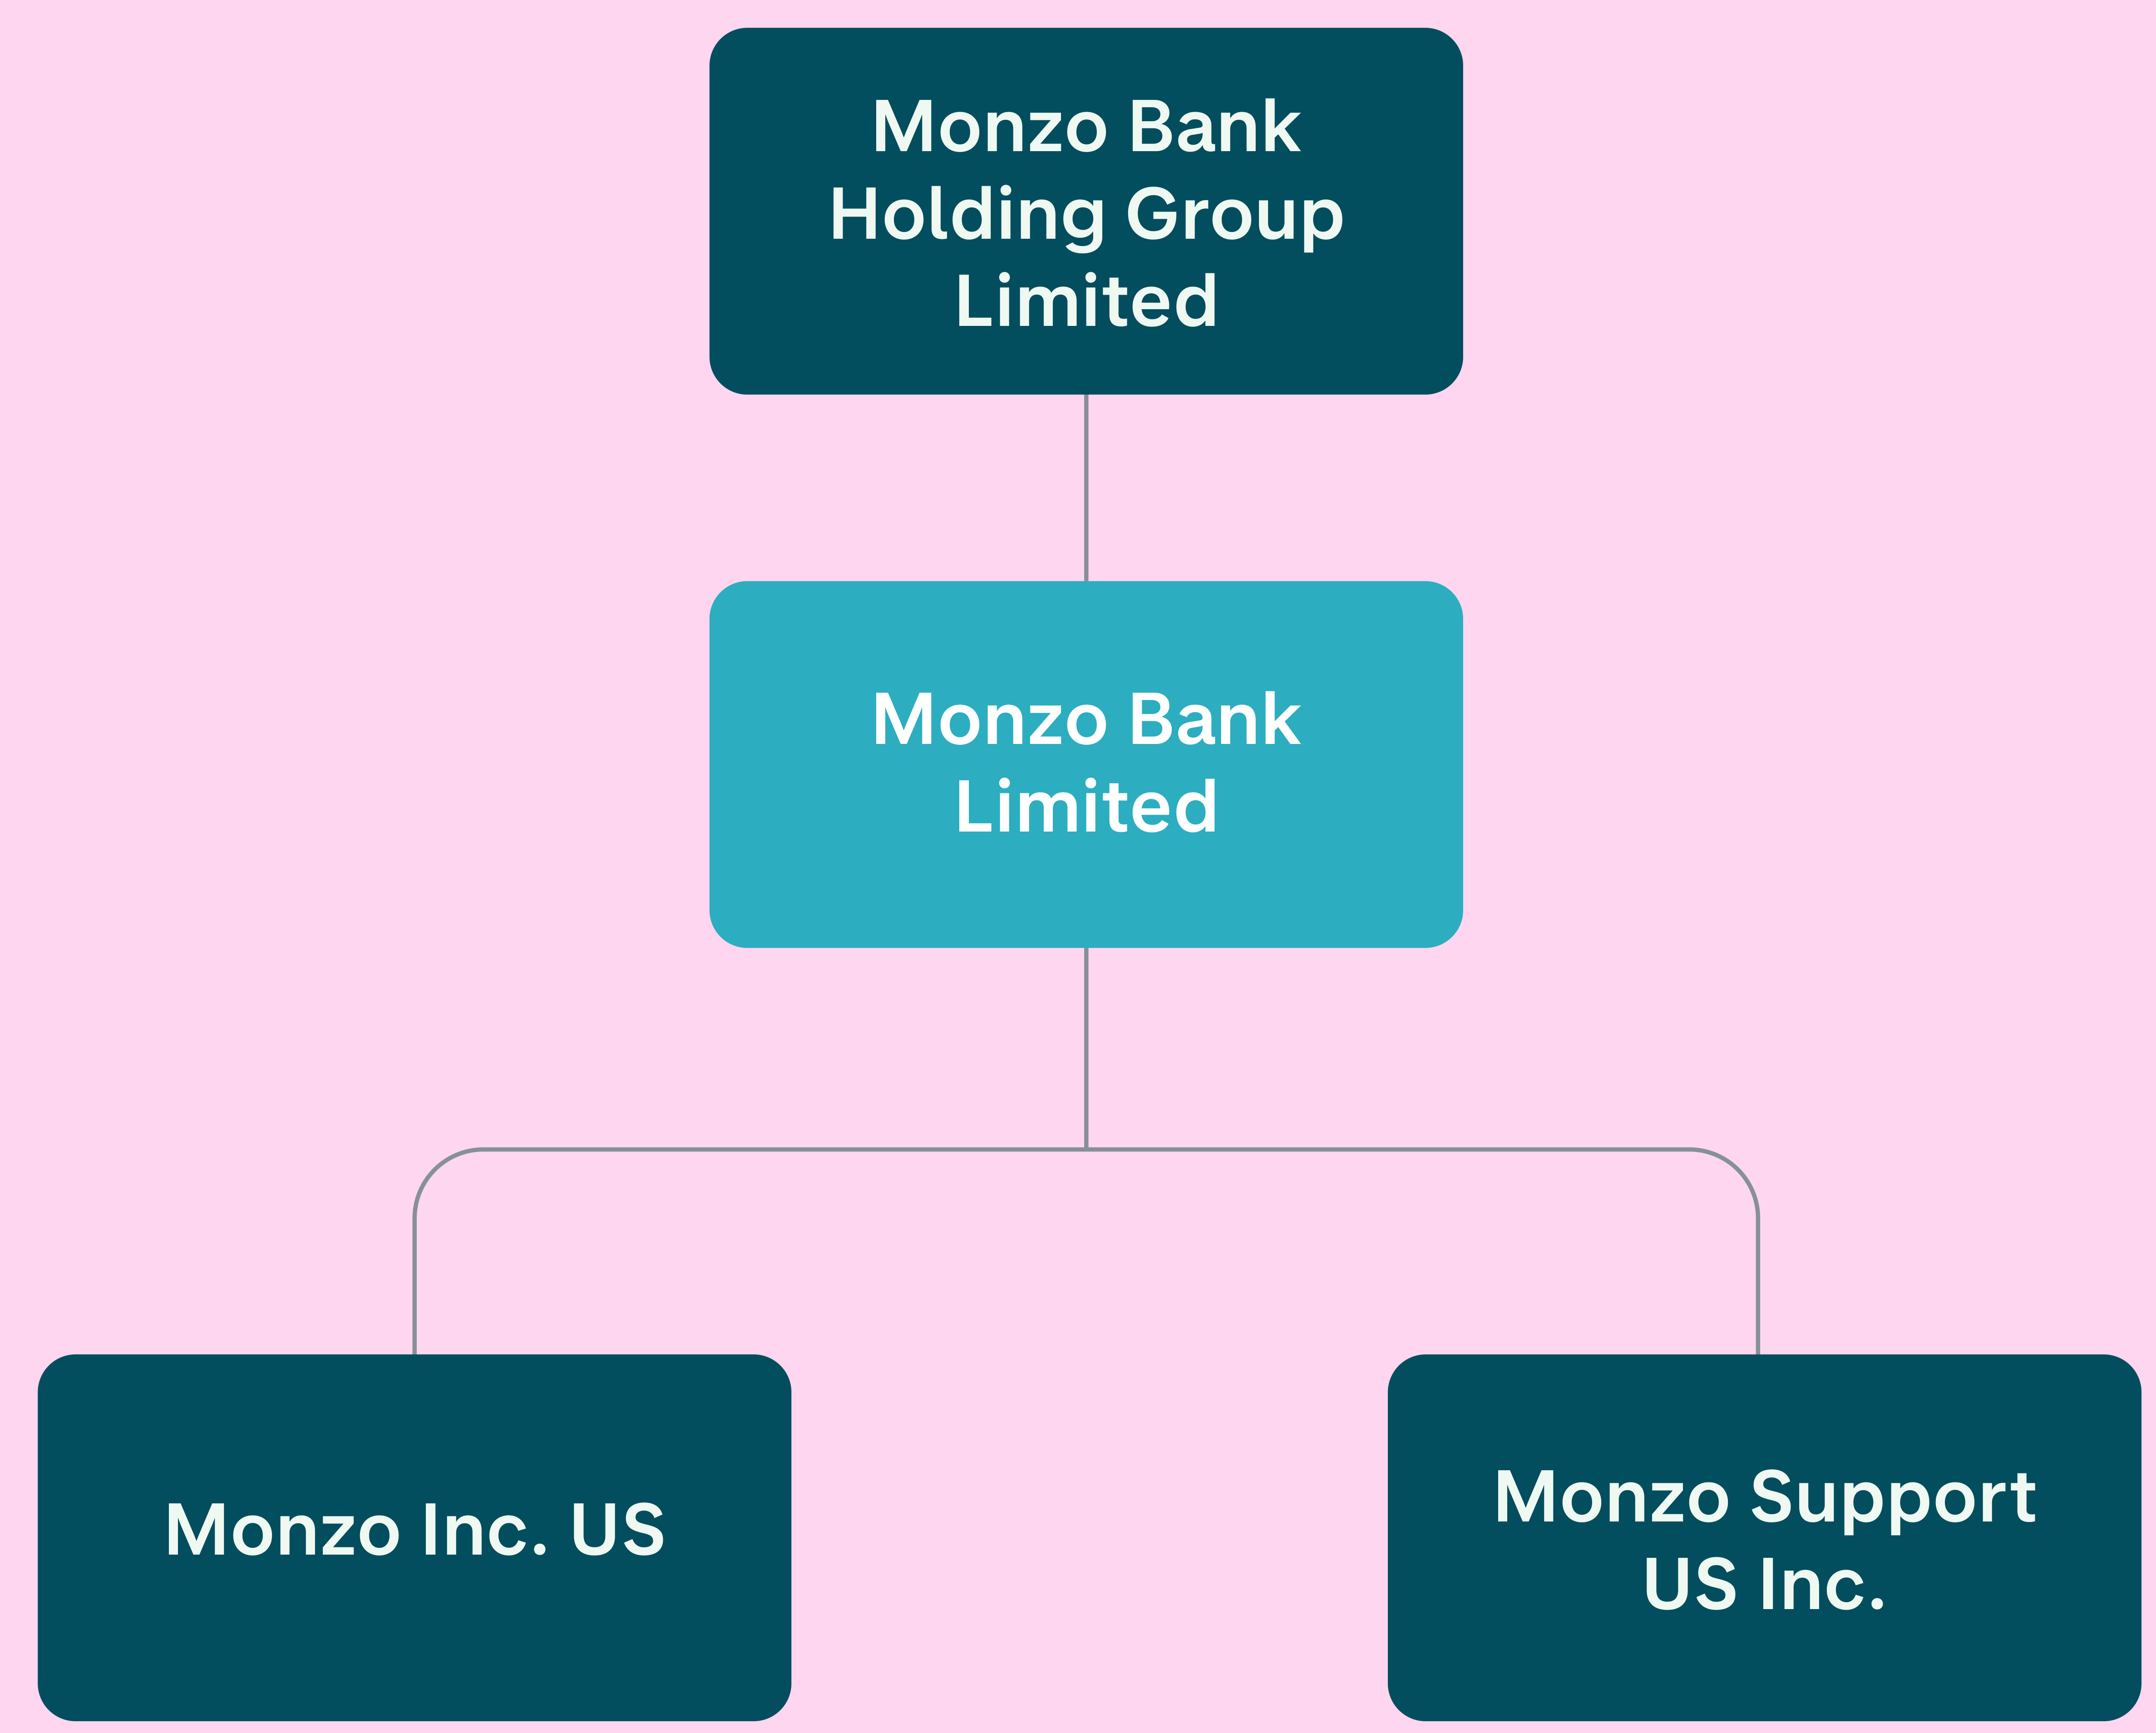 Monzo Bank
Holding Group
Limited
Monzo Bank
Limited
Monzo Inc. US
Monzo Support
US Inc.